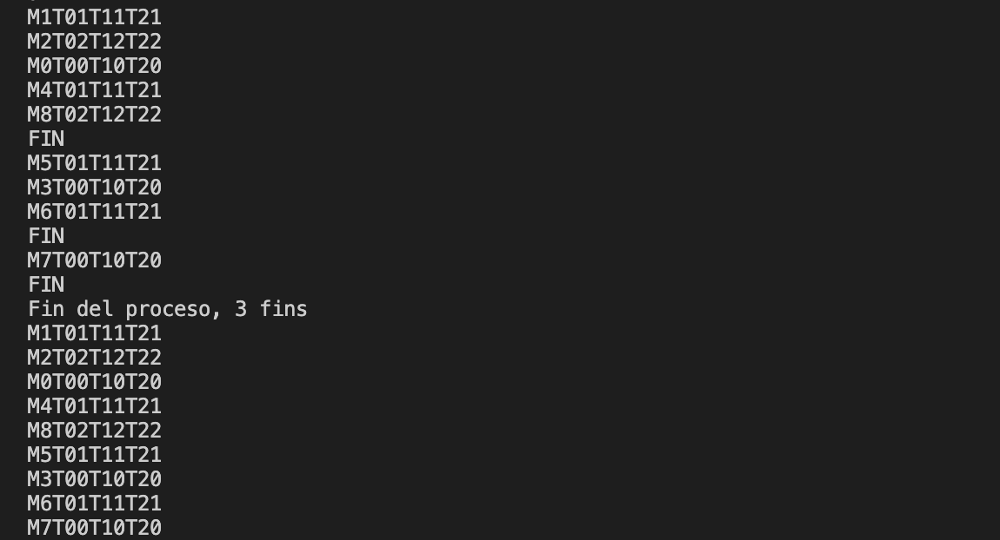 M1T01T11T21
M2T02T12T22
M0T00T10T20
M4T01T11T21
M8T02T12T22
FIN
M5T01T11T21
M3T00T10T20
M6T01T11T21
FIN
M7T00T10T20
FIN
Fin del proceso, 3 fins
M1T01T11T21
M2T02T12T22
M0T00T10T20
M4T01T11T21
M8T02T12T22
M5T01T11T21
M3T00T10T20
M6T01T11T21
M7T00T10T20